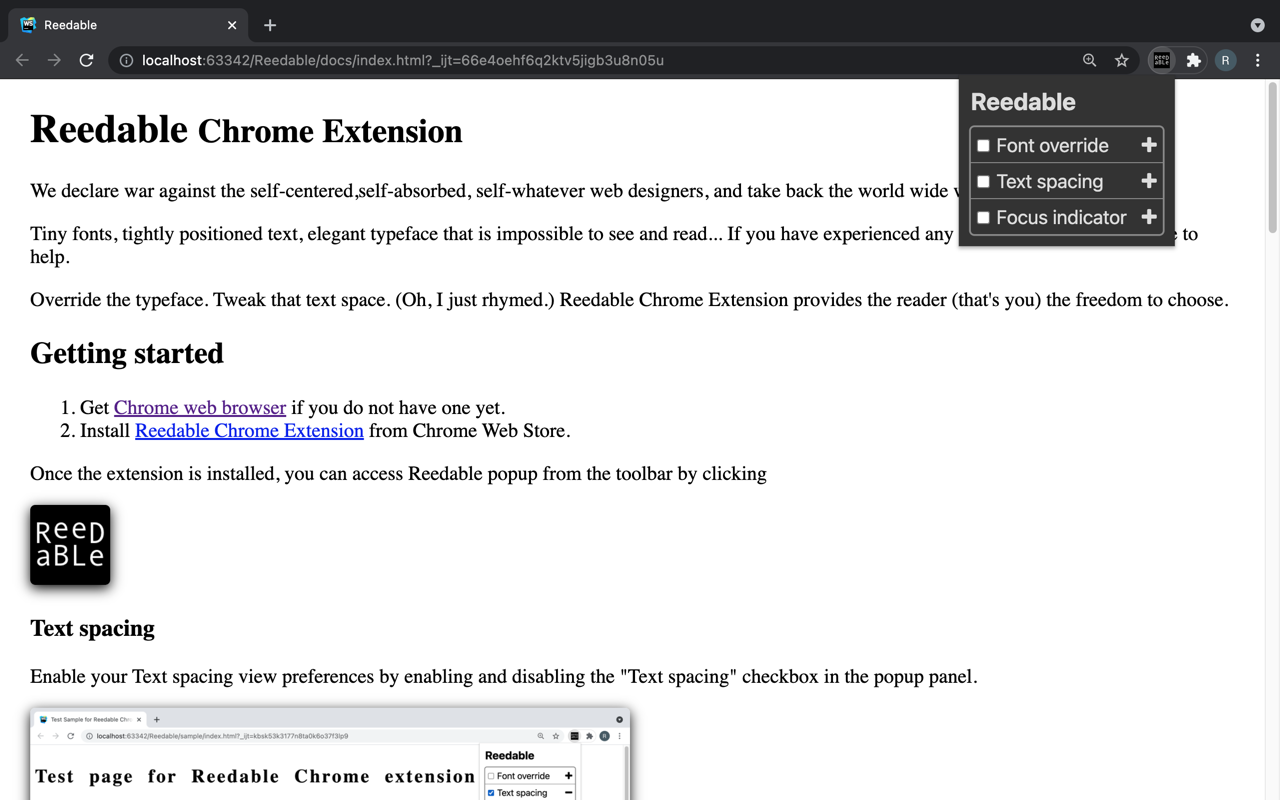 Reedable
localhost:63342/Reedable/docs/index.html?_ijt=66e4oehf6q2ktv5jigb3u8n05u
REED
ABLE
R
Reedable
Font override
Text spacing
Focus indicator
Reedable Chrome Extension
We declare war against the self-centered,self-absorbed, self-whatever web designers, and take back the world wide
Tiny fonts, tightly positioned text, elegant typeface that is impossible to see and read... If you have experienced any to
help.
Override the typeface. Tweak that text space. (Oh, I just rhymed.) Reedable Chrome Extension provides the reader (that's you) the freedom to choose.
Getting started
1. Get Chrome web browser if you do not have one yet.
2. Install Reedable Chrome Extension from Chrome Web Store.
Once the extension is installed, you can access Reedable popup from the toolbar by clicking
ReeD
aBLe
Text spacing
Enable your Text spacing view preferences by enabling and disabling the "Text spacing" checkbox in the popup panel.
Test Sample for Reedable Chr
localhost:63342/Reedable/sample/index.html?_ijt=kbsk53k3177n8ta0k6o37f3lp9
R
Reedable
Test page for Reedable Chrome extension
Font override
Text spacing